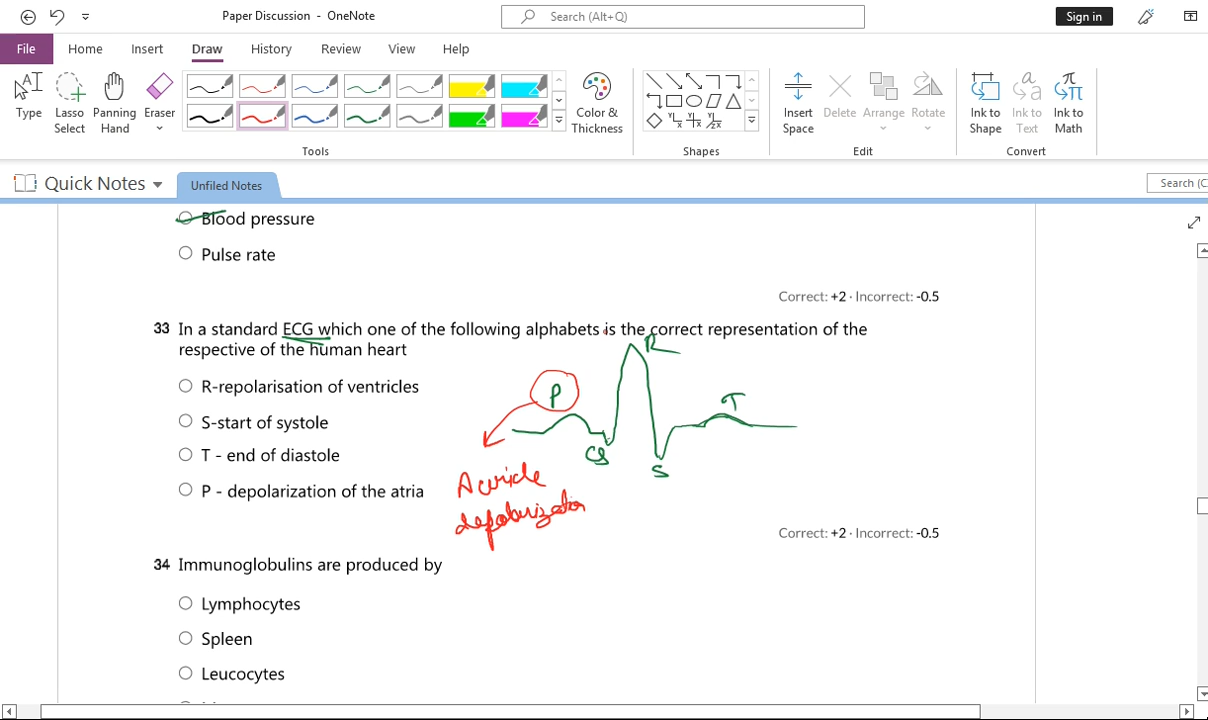 Paper Discussion - OneNote
Search (Alt+Q)
Sign in
File
Home
Insert
Draw
History
Review
View
Help
Type
Lasso Select
Panning Hand
Eraser
Color & Thickness
Insert Space
Delete
Arrange
Rotate
Ink to Shape
Ink to Text
Ink to Math
Tools
Shapes
Edit
Convert
Quick Notes
Unfiled Notes
Search (C
Blood pressure
Pulse rate
Correct: +2 · Incorrect: -0.5
33 In a standard ECG which one of the following alphabets is the correct representation of the
respective of the human heart
R-repolarisation of ventricles
S-start of systole
T - end of diastole
P - depolarization of the atria
P
Q
R
S
T
Auricle
depolarization
Correct: +2 · Incorrect: -0.5
34 Immunoglobulins are produced by
Lymphocytes
Spleen
Leucocytes